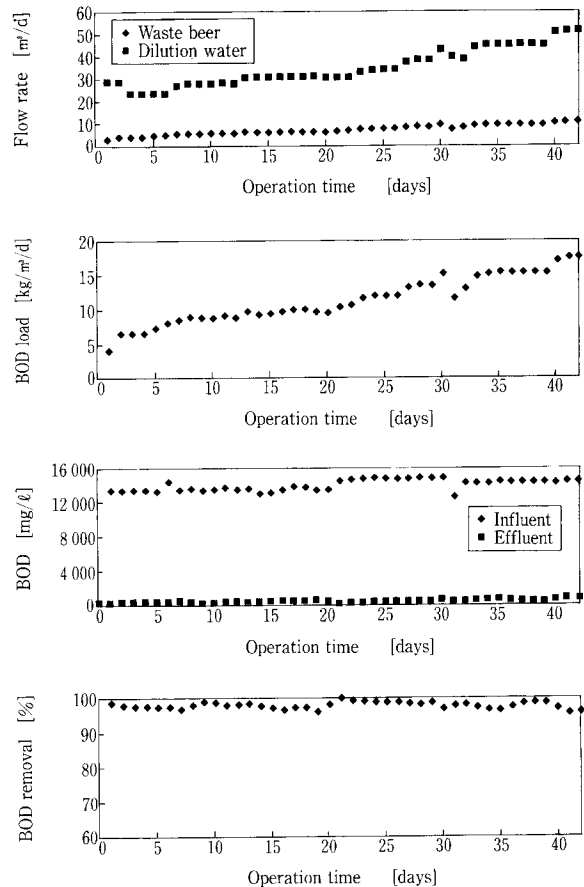 Flow rate [m³/d]
60
50
40
30
20
10
0
Waste beer
Dilution water
0 5 10 15 20 25 30 35 40
Operation time [days]
BOD load [kg/m³/d]
20
15
10
5
0
0 5 10 15 20 25 30 35 40
Operation time [days]
BOD [mg/ℓ]
16 000
12 000
8 000
4 000
0
Influent
Effluent
0 5 10 15 20 25 30 35 40
Operation time [days]
BOD removal [%]
100
90
80
70
60
0 5 10 15 20 25 30 35 40
Operation time [days]